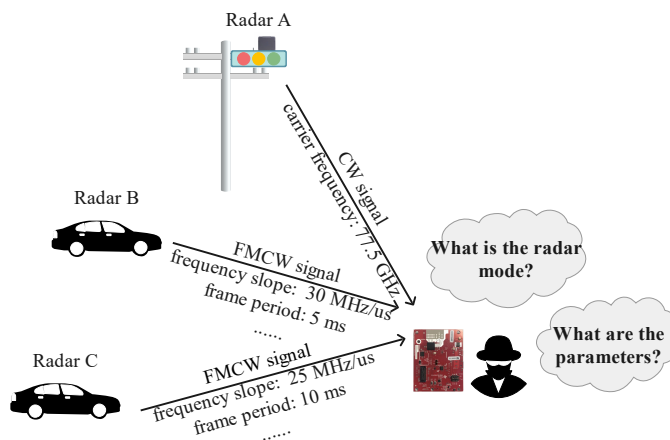 Radar A
CW signal
carrier frequency: 77.5 GHz
Radar B
FMCW signal
frequency slope: 30 MHz/us
frame period: 5 ms
......
What is the radar
mode?
What are the
parameters?
Radar C
FMCW signal
frequency slope: 25 MHz/us
frame period: 10 ms
......